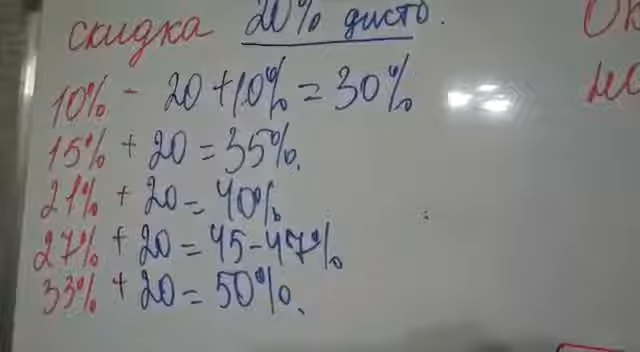 скидка 20% дисто.
10% - 20 + 10% = 30%
15% + 20 = 35%.
21% + 20 = 40%
27% + 20 = 45-47%
33% + 20 = 50%.